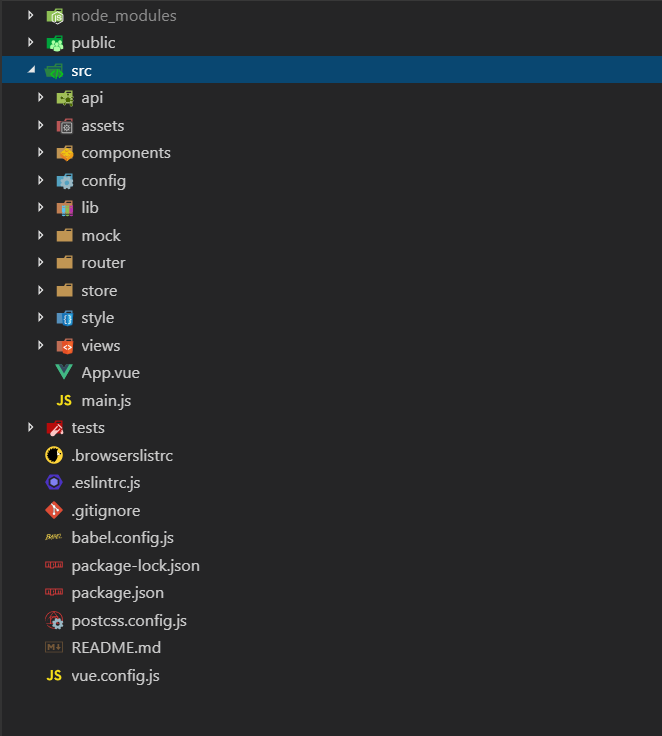 node_modules
public
src
api
assets
components
config
lib
mock
router
store
style
views
App.vue
JS main.js
tests
.browserslistrc
.eslintrc.js
.gitignore
BABEL babel.config.js
package-lock.json
package.json
postcss.config.js
M README.md
JS vue.config.js